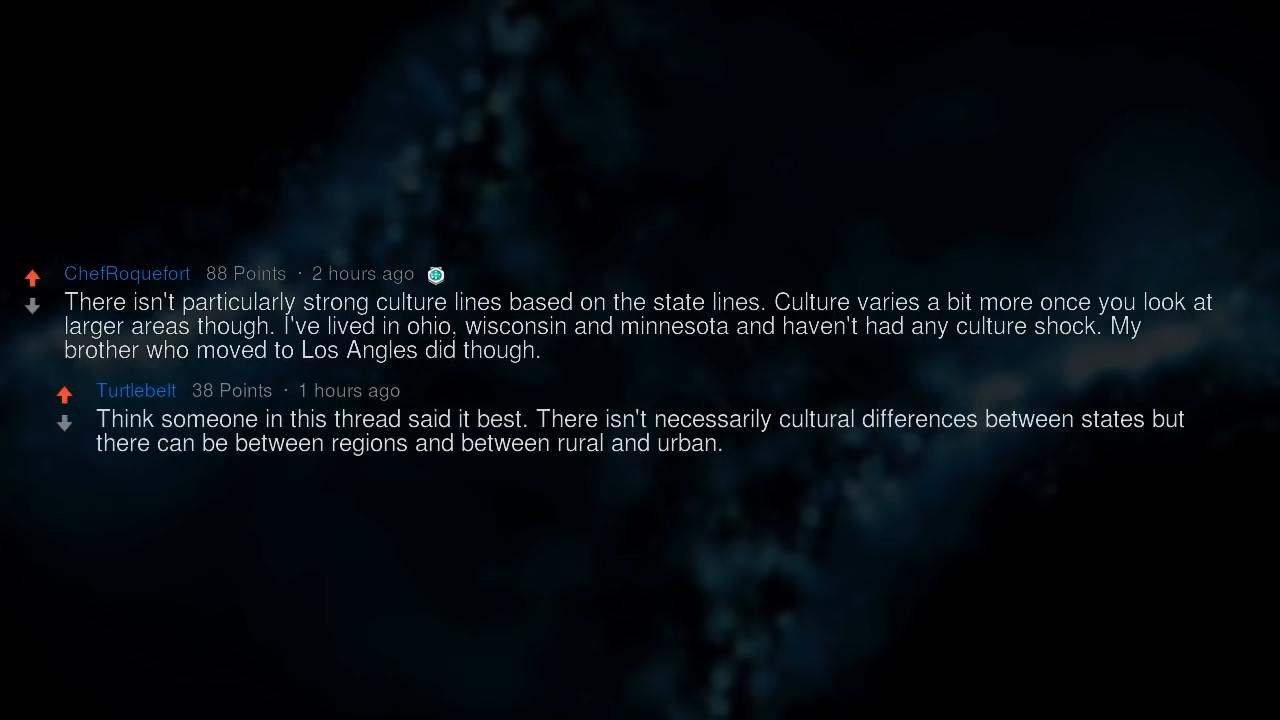 ChefRoquefort 88 Points · 2 hours ago
There isn't particularly strong culture lines based on the state lines. Culture varies a bit more once you look at
larger areas though. I've lived in ohio, wisconsin and minnesota and haven't had any culture shock. My
brother who moved to Los Angles did though.
Turtlebelt 38 Points · 1 hours ago
Think someone in this thread said it best. There isn't necessarily cultural differences between states but
there can be between regions and between rural and urban.